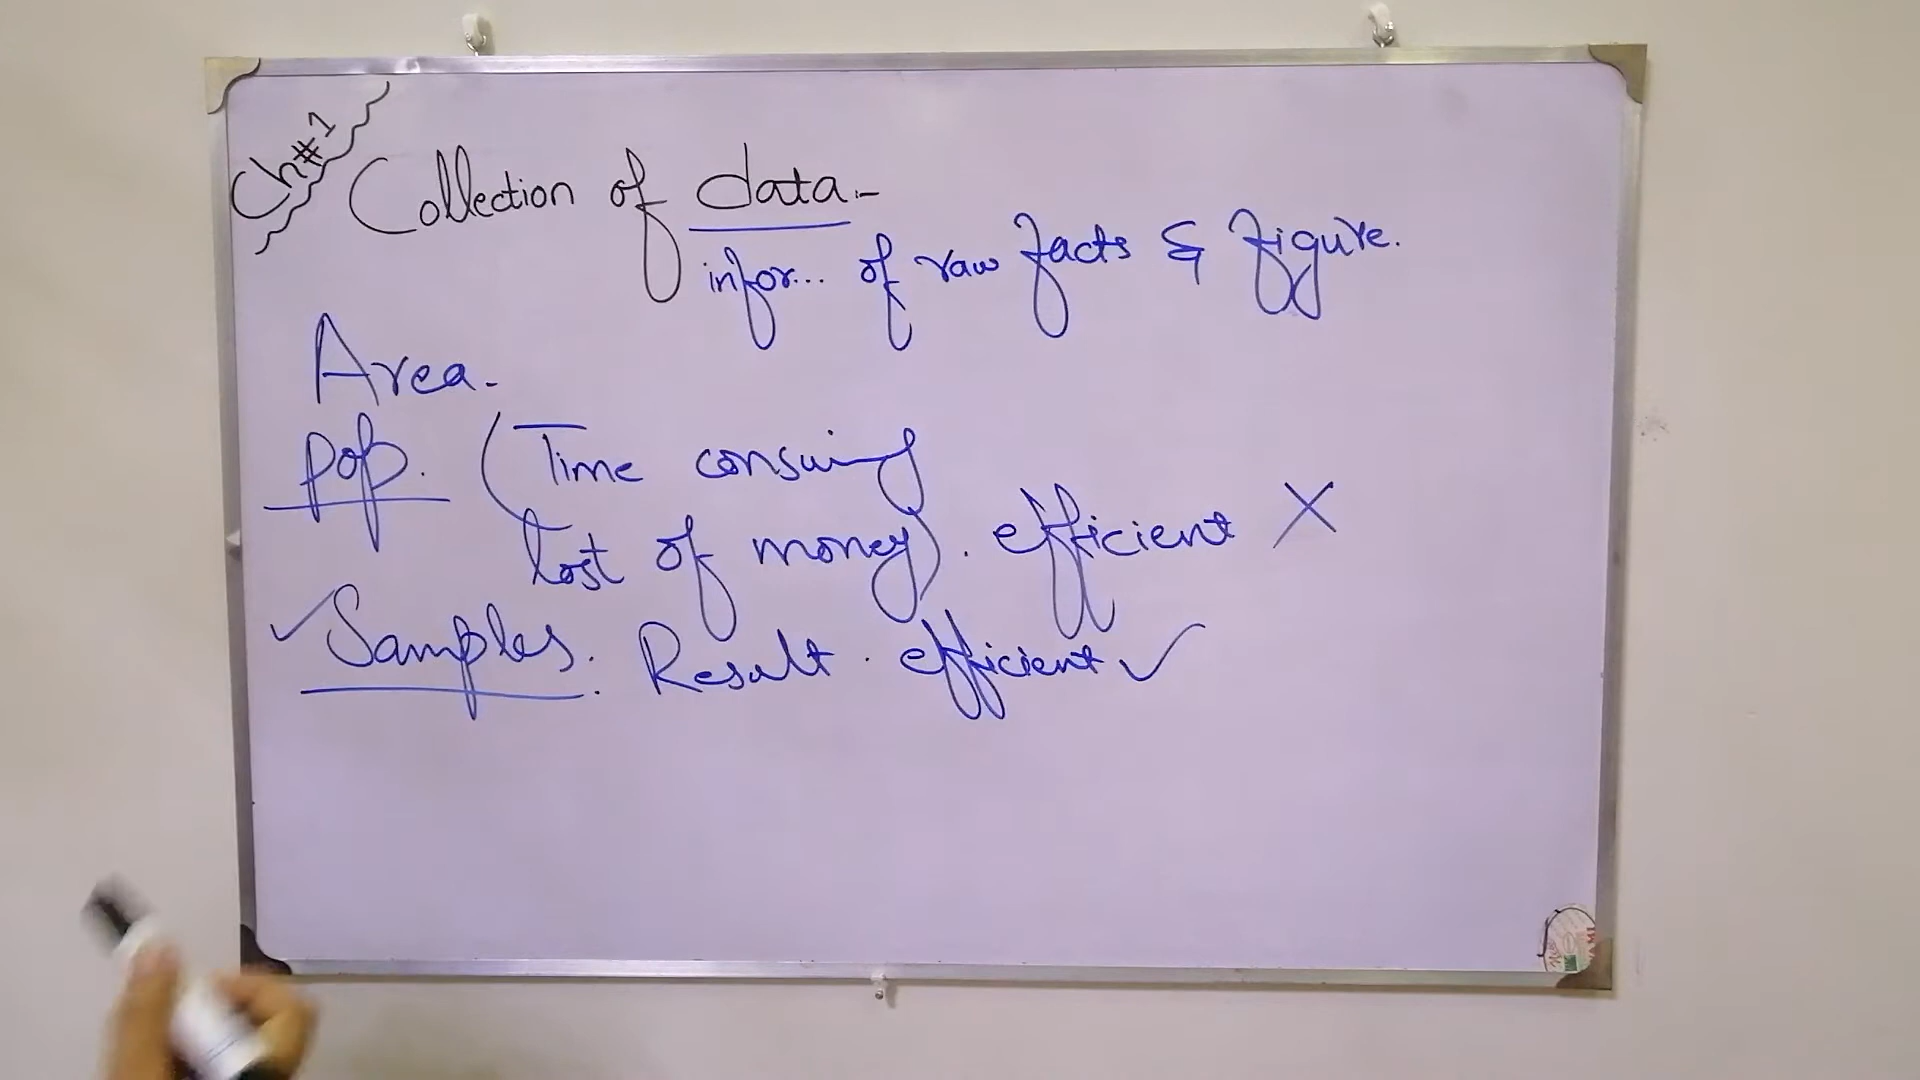 Ch#1
Collection of data:-
infor... of raw facts & figure.
Area.
pop. (Time consuing
lost of money). efficient X
✓ Samples. Result. efficient ✓